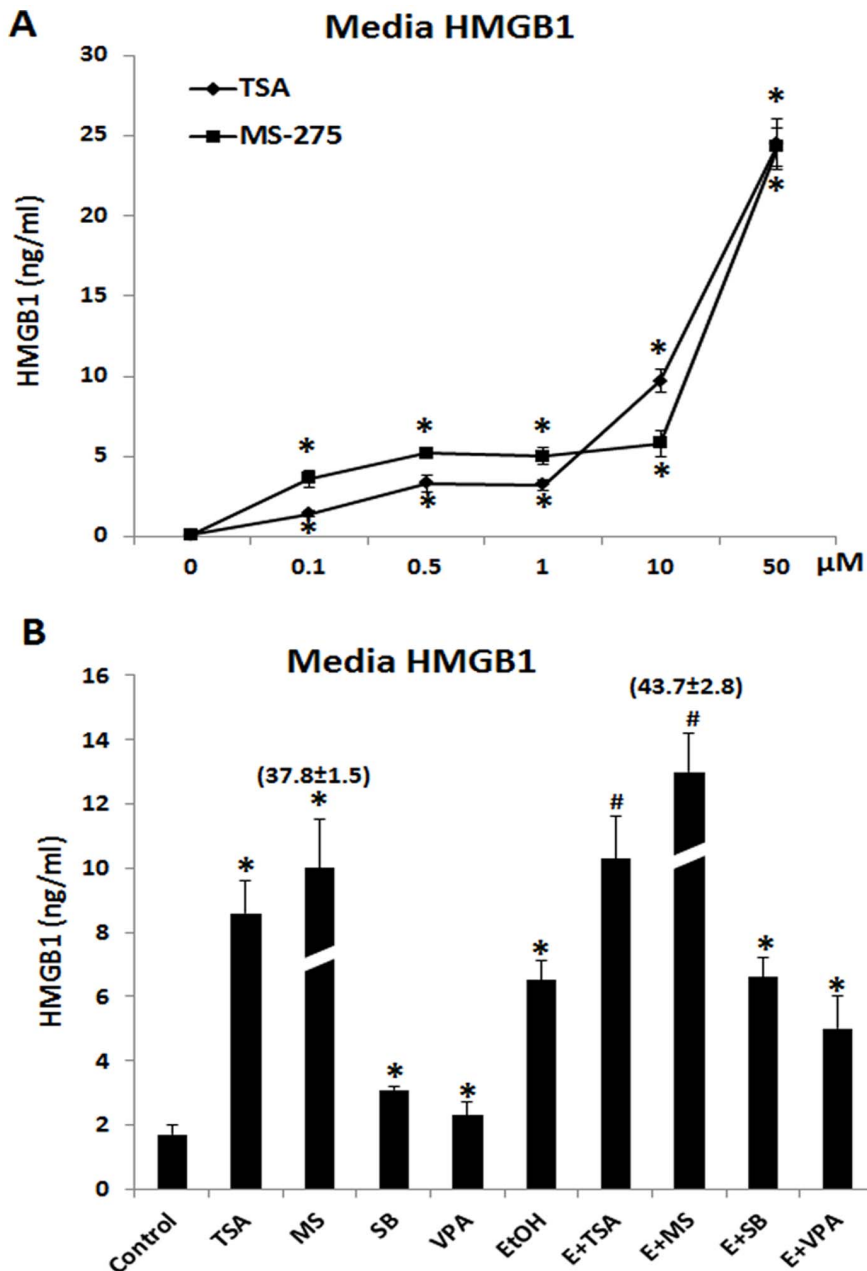 A
Media HMGB1
30
25
20
15
10
5
0
HMGB1 (ng/ml)
TSA
MS-275
*
*
*
*
*
*
*
*
*
*
0 0.1 0.5 1 10 50 µM
B
Media HMGB1
16
14
12
10
8
6
4
2
0
HMGB1 (ng/ml)
(37.8±1.5)
(43.7±2.8)
* * * * * # # * *
Control TSA MS SB VPA EtOH E+TSA E+MS E+SB E+VPA